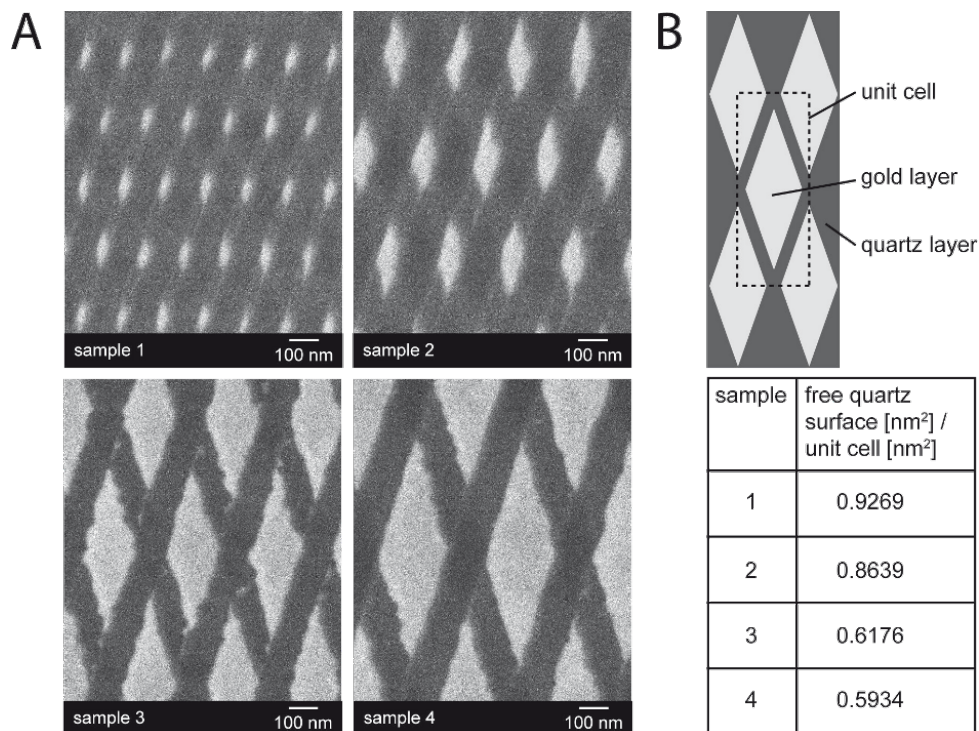 A
B
sample 1
100 nm
sample 2
100 nm
sample 3
100 nm
sample 4
100 nm
unit cell
gold layer
quartz layer
sample
free quartz
surface [nm²] /
unit cell [nm²]
1
0.9269
2
0.8639
3
0.6176
4
0.5934